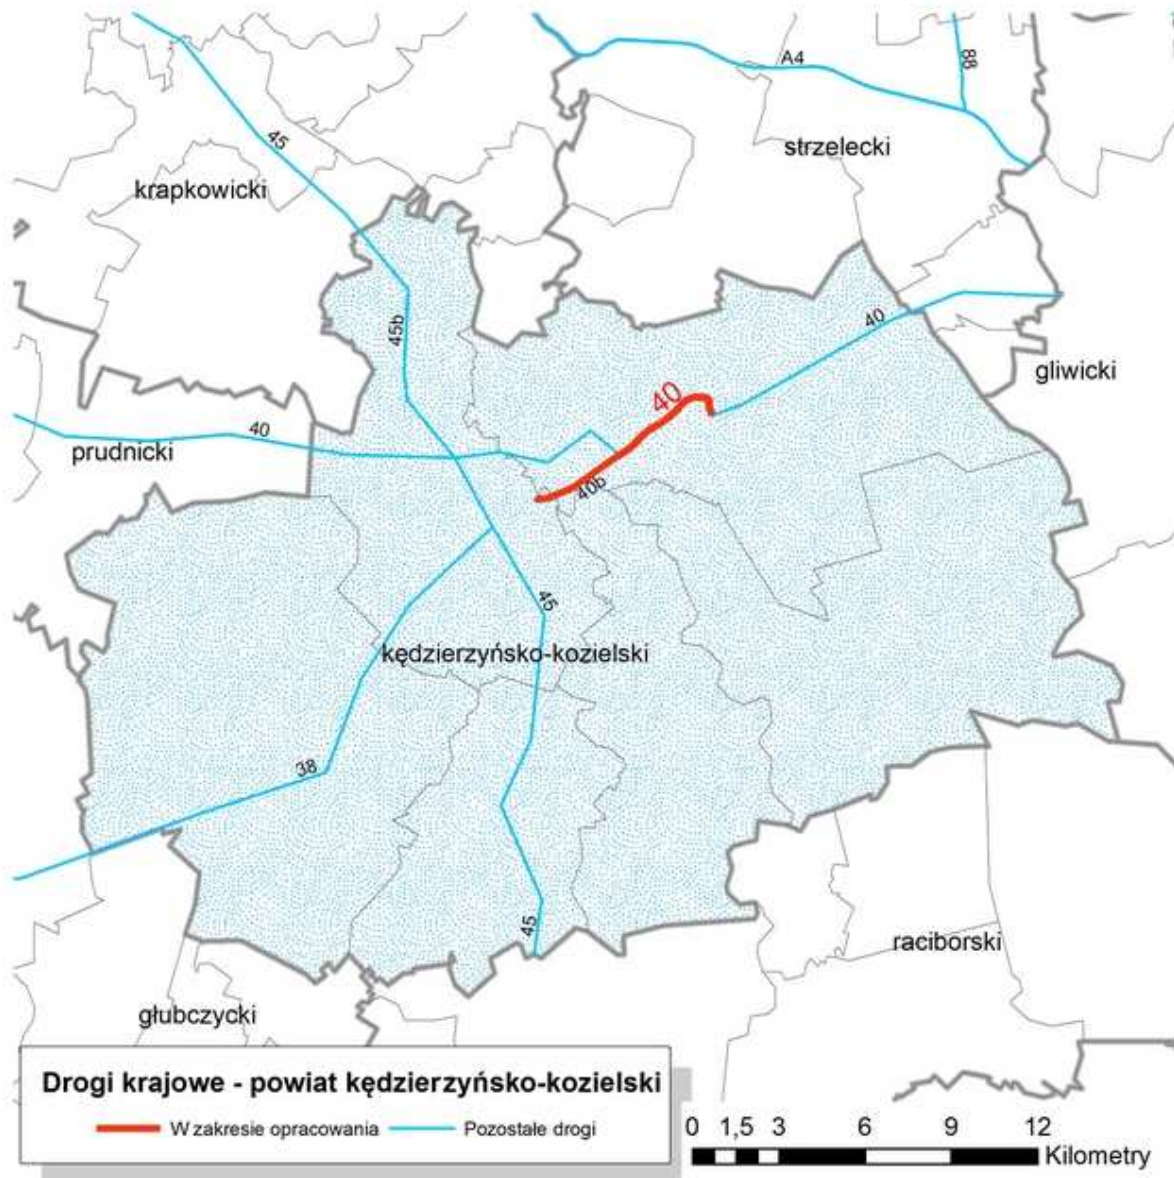 A4
88
45
strzelecki
krapkowicki
45b
40
gliwicki
40
40
prudnicki
40b
45
kędzierzyńsko-kozielski
38
45
raciborski
głubczycki
Drogi krajowe - powiat kędzierzyńsko-kozielski
W zakresie opracowania Pozostałe drogi
0 1,5 3 6 9 12
Kilometry